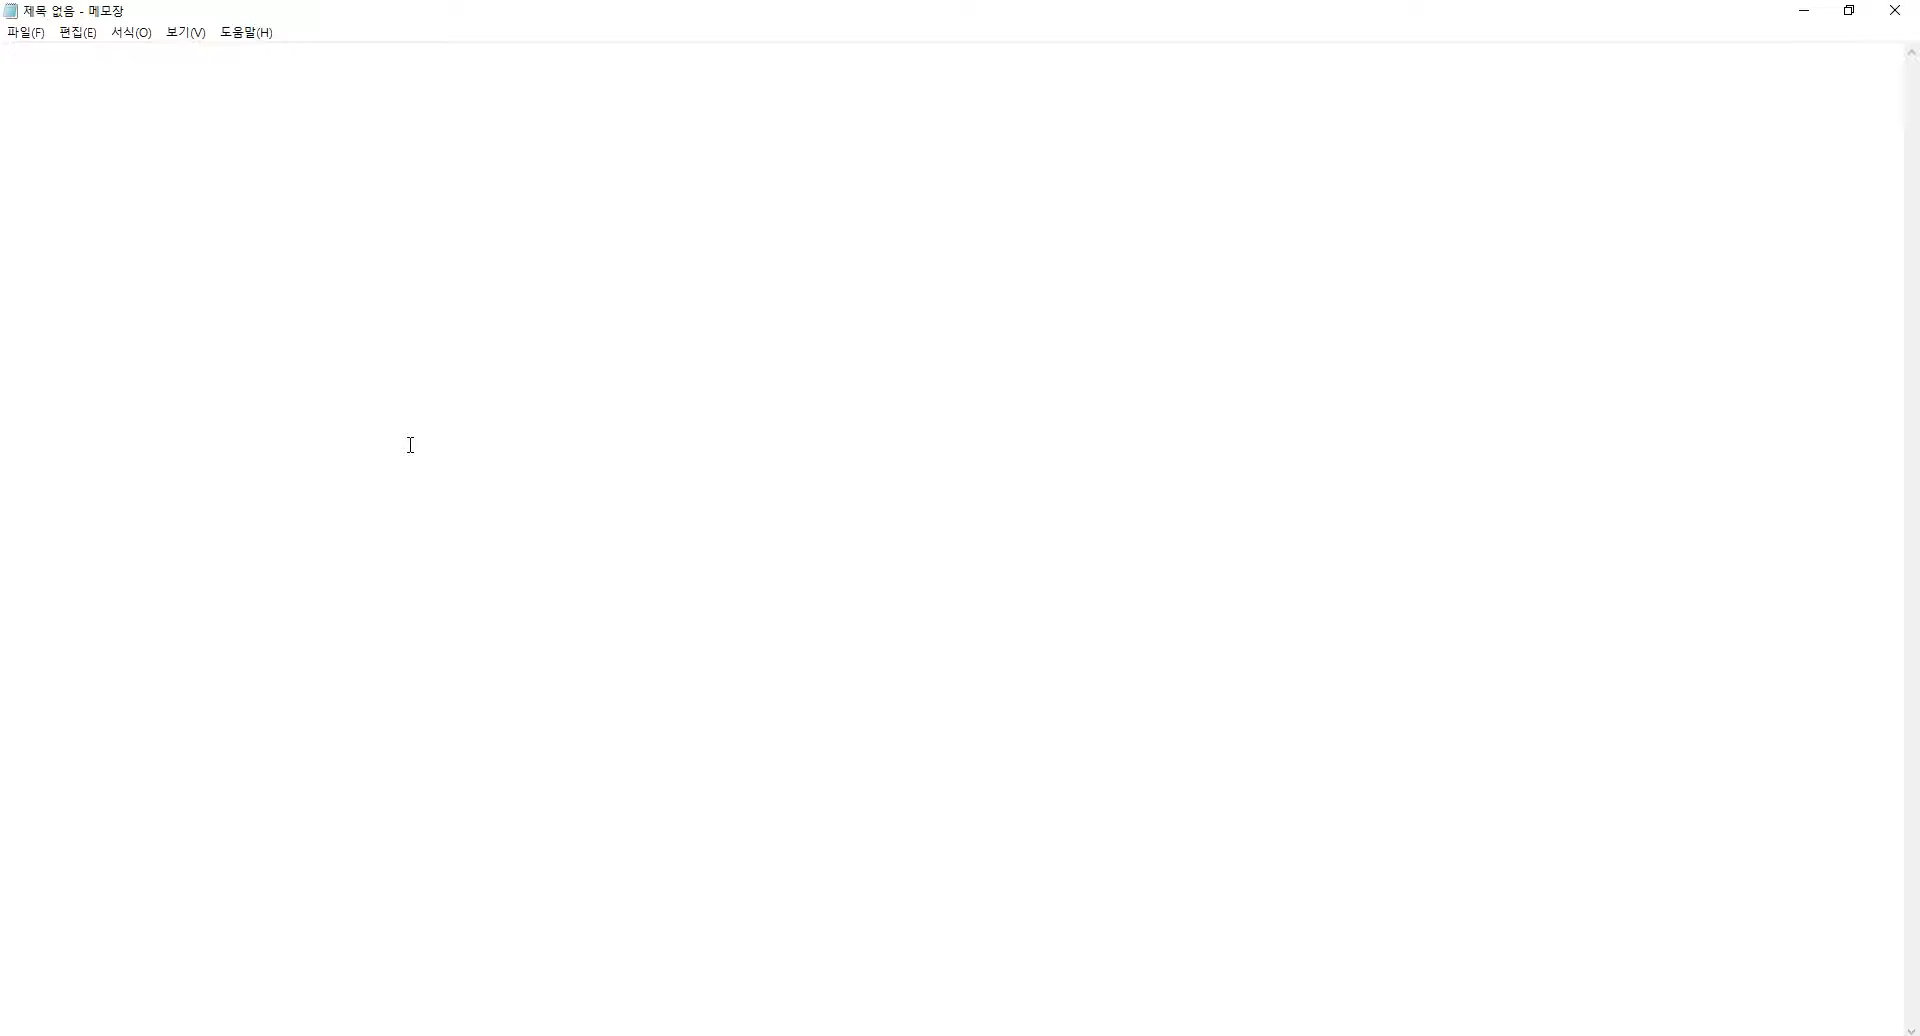 제목 없음 - 메모장
파일(F) 편집(E) 서식(O) 보기(V) 도움말(H)